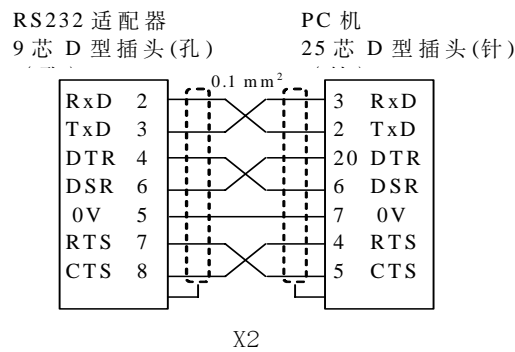 RS232 适配器 PC 机
9 芯 D 型插头(孔) 25 芯 D 型插头(针)
0.1 mm²
RxD 2 3 RxD
TxD 3 2 TxD
DTR 4 20 DTR
DSR 6 6 DSR
0V 5 7 0V
RTS 7 4 RTS
CTS 8 5 CTS
X2